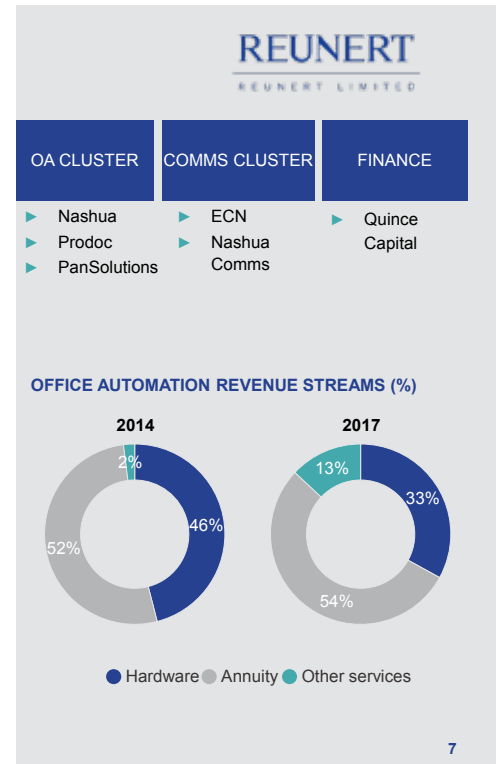 REUNERT
REUNERT LIMITED
OA CLUSTER
COMMS CLUSTER
FINANCE
► Nashua
► Prodoc
► PanSolutions
► ECN
► Nashua
Comms
► Quince
Capital
OFFICE AUTOMATION REVENUE STREAMS (%)
2014
2%
46%
52%
2017
13%
33%
54%
Hardware Annuity Other services
7